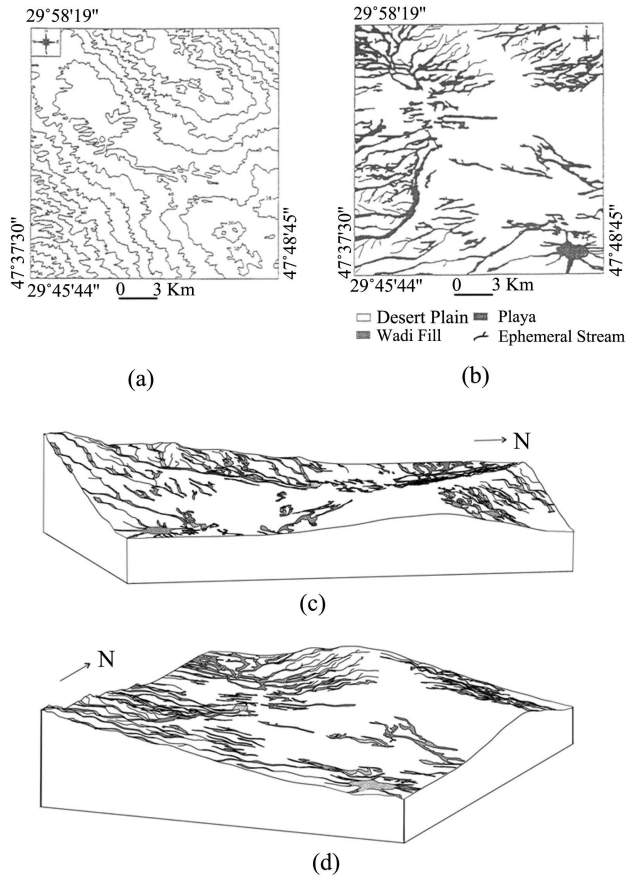 29°58'19"
29°58'19"
47°37'30"
47°48'45"
47°37'30"
47°48'45"
29°45'44" 0 3 Km
29°45'44" 0 3 Km
Desert Plain Playa
Wadi Fill Ephemeral Stream
(a)
(b)
N
(c)
N
(d)